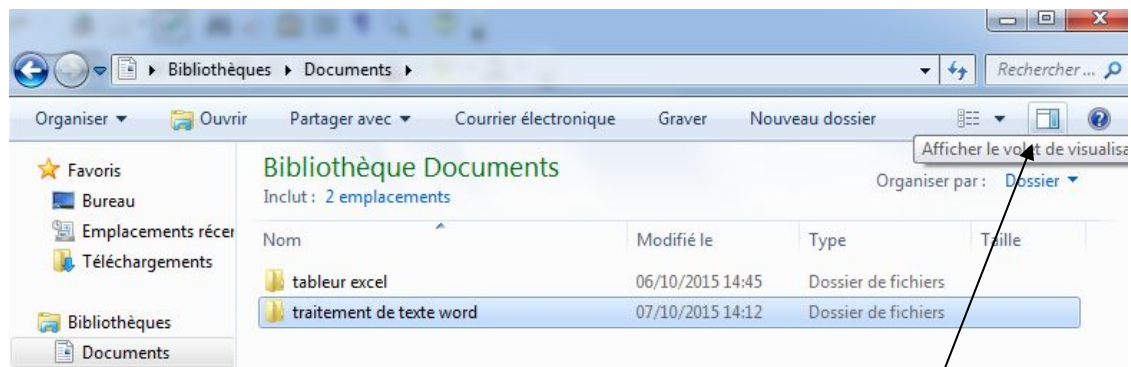 Bibliothèques Documents
Rechercher ...
Organiser Ouvrir Partager avec Courrier électronique Graver Nouveau dossier
Afficher le volet de visualisa
Favoris
Bureau
Emplacements récer
Téléchargements
Bibliothèques
Documents
Bibliothèque Documents
Inclut : 2 emplacements
Organiser par : Dossier
Nom Modifié le Type Taille
tableur excel 06/10/2015 14:45 Dossier de fichiers
traitement de texte word 07/10/2015 14:12 Dossier de fichiers